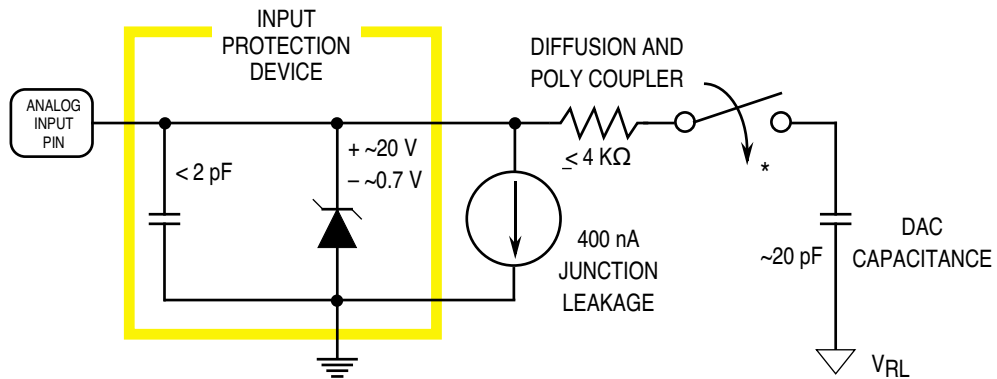 INPUT
PROTECTION
DEVICE
DIFFUSION AND
POLY COUPLER
ANALOG
INPUT
PIN
< 2 pF
+ ~20 V
– ~0.7 V
≤ 4 KΩ
*
400 nA
JUNCTION
LEAKAGE
~20 pF
DAC
CAPACITANCE
VRL